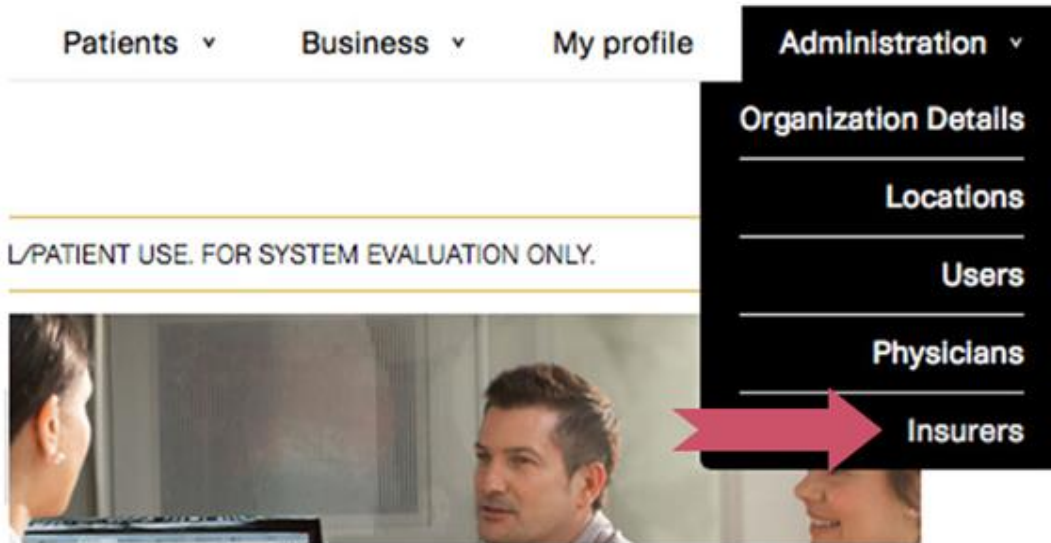 Patients ˅ Business ˅ My profile Administration ˅
Organization Details
Locations
L/PATIENT USE. FOR SYSTEM EVALUATION ONLY.
Users
Physicians
Insurers